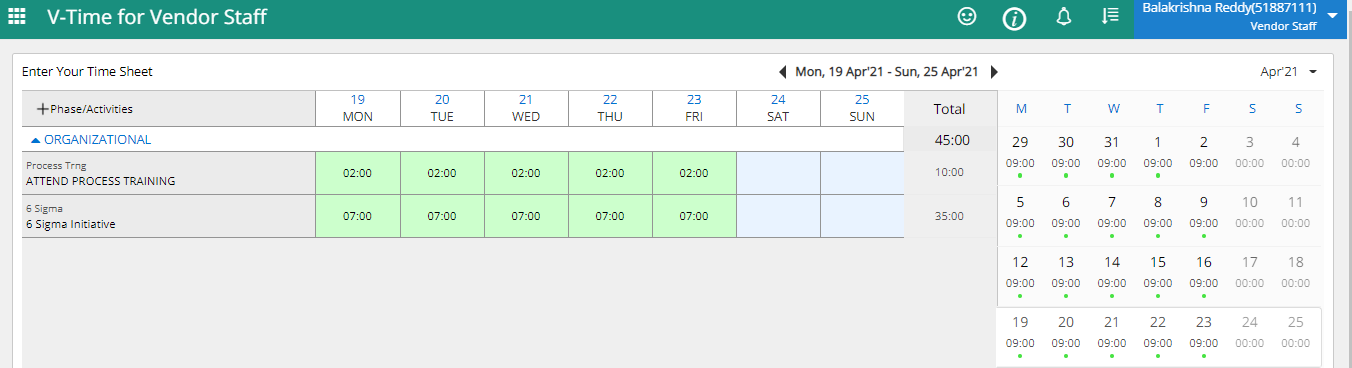 V-Time for Vendor Staff
Balakrishna Reddy(51887111)
Vendor Staff
Enter Your Time Sheet
Mon, 19 Apr'21 - Sun, 25 Apr'21
Apr'21
Phase/Activities
19 20 21 22 23 24 25
MON TUE WED THU FRI SAT SUN
Total
ORGANIZATIONAL 45:00
Process Trng
ATTEND PROCESS TRAINING
02:00 02:00 02:00 02:00 02:00 10:00
6 Sigma
6 Sigma Initiative
07:00 07:00 07:00 07:00 07:00 35:00
M T W T F S S
29 30 31 1 2 3 4
09:00 09:00 09:00 09:00 09:00 00:00 00:00
5 6 7 8 9 10 11
09:00 09:00 09:00 09:00 09:00 00:00 00:00
12 13 14 15 16 17 18
09:00 09:00 09:00 09:00 09:00 00:00 00:00
19 20 21 22 23 24 25
09:00 09:00 09:00 09:00 09:00 00:00 00:00